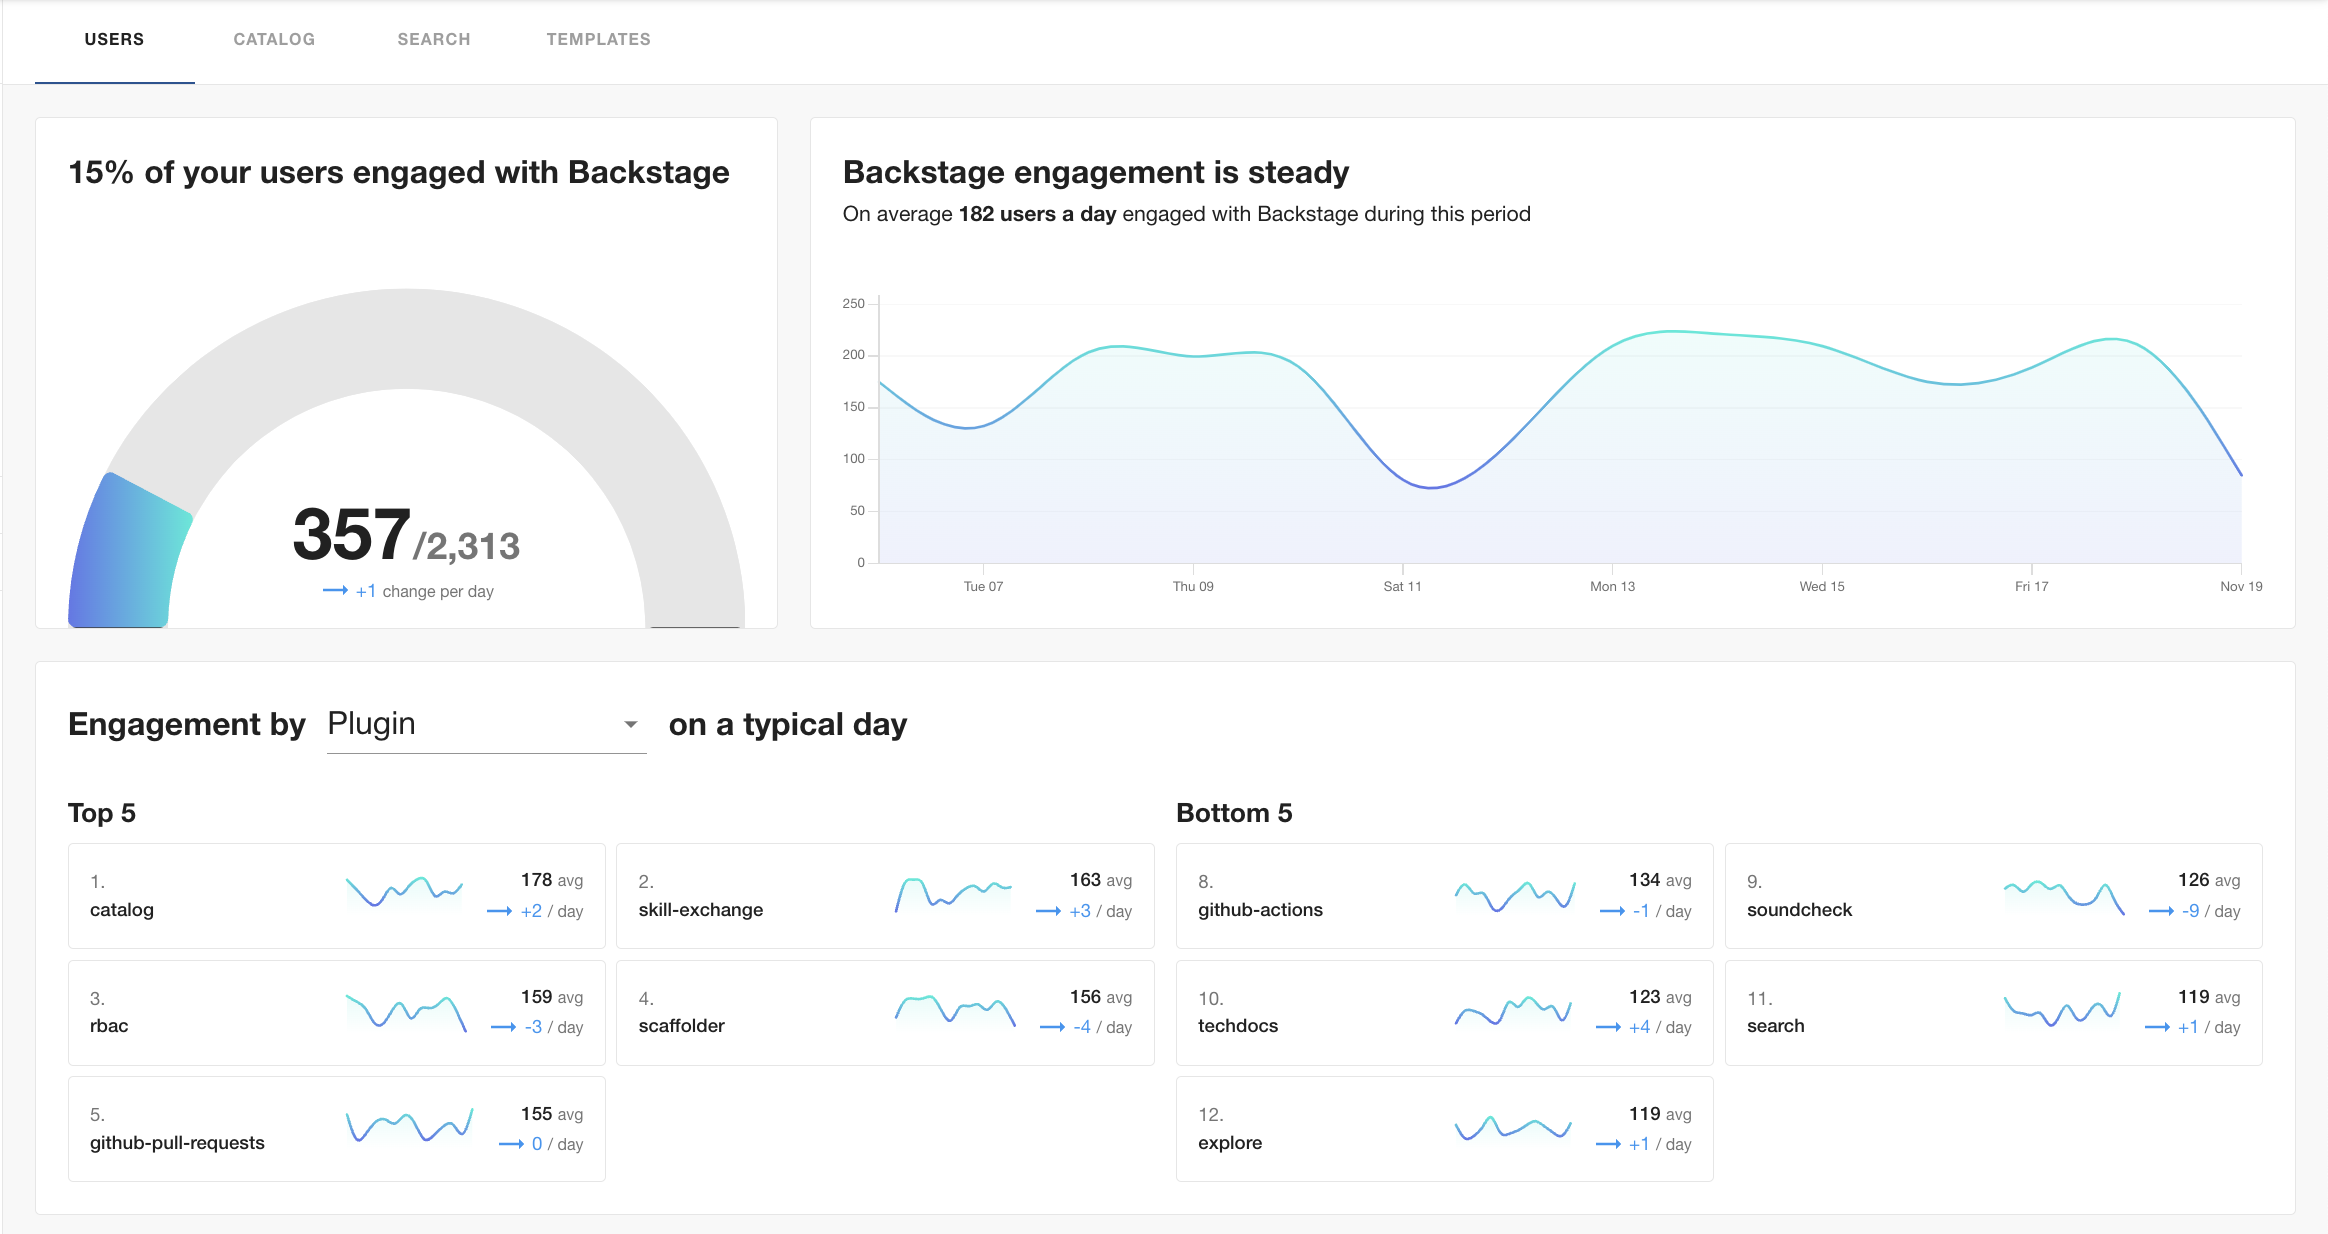 USERS
CATALOG
SEARCH
TEMPLATES
15% of your users engaged with Backstage
357/2,313
+1 change per day
Backstage engagement is steady
On average 182 users a day engaged with Backstage during this period
250
200
150
100
50
0
Tue 07
Thu 09
Sat 11
Mon 13
Wed 15
Fri 17
Nov 19
Engagement by Plugin on a typical day
Top 5
1.
catalog
178 avg
+2 / day
2.
skill-exchange
163 avg
+3 / day
3.
rbac
159 avg
-3 / day
4.
scaffolder
156 avg
-4 / day
5.
github-pull-requests
155 avg
0 / day
Bottom 5
8.
github-actions
134 avg
-1 / day
9.
soundcheck
126 avg
-9 / day
10.
techdocs
123 avg
+4 / day
11.
search
119 avg
+1 / day
12.
explore
119 avg
+1 / day